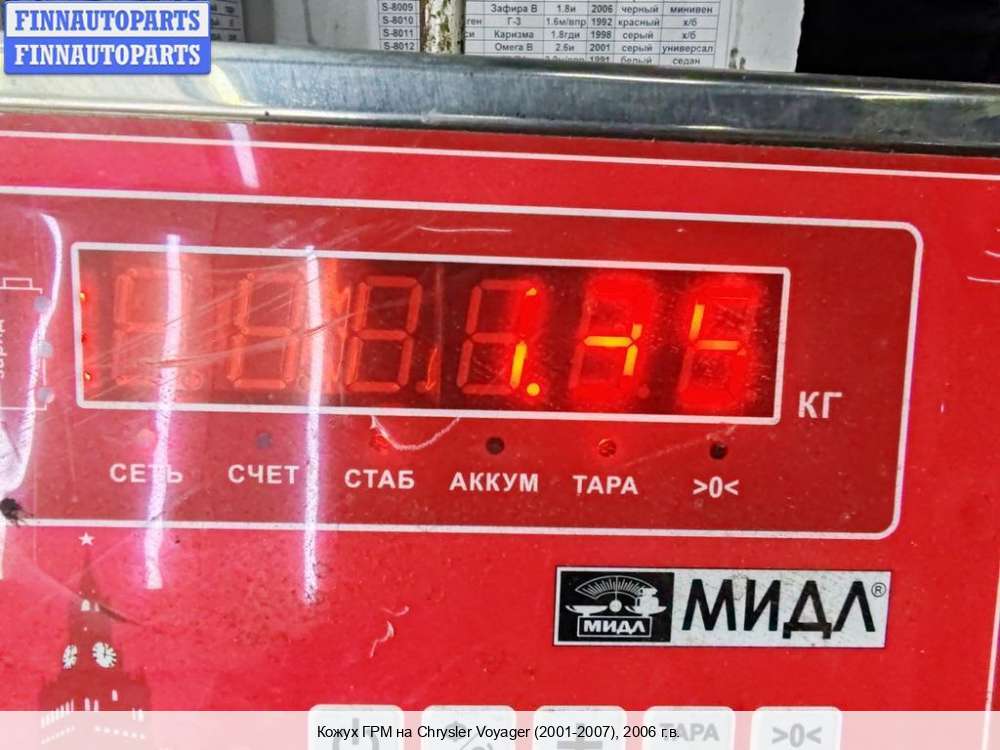 FINNAUTOPARTS
FINNAUTOPARTS
S-8009 Зафира В 1.8и 2006 черный минивен
S-8010 Г-3 1.6м/впр 1992 красный х/б
S-8011 Каризма 1.8гди 1998 серый х/б
S-8012 Омега В 2.6и 2001 серый универсал
1991 белый седан
КГ
СЕТЬ СЧЕТ СТАБ АККУМ ТАРА >0<
МИДЛ МИДЛ®
ТАРА >0<
Кожух ГРМ на Chrysler Voyager (2001-2007), 2006 г.в.